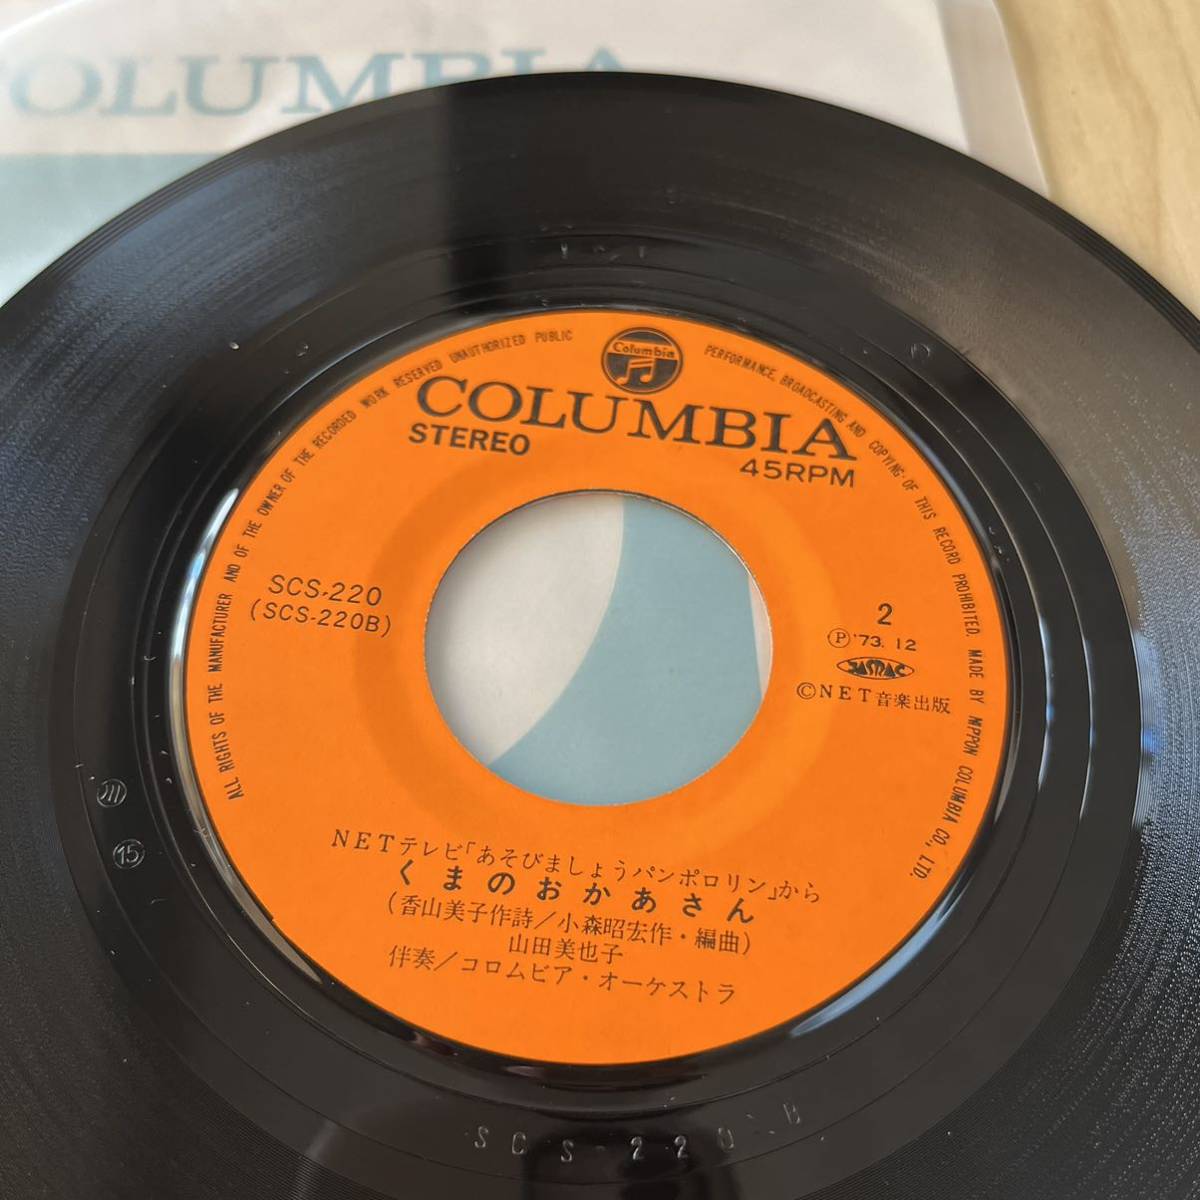 COLUMBIA
ALL RIGHTS OF THE MANUFACTURER AND OF THE OWNER OF THE RECORDED WORK RESERVED UNAUTHORIZED PUBLIC PERFORMANCE, BROADCASTING AND COPYING OF THIS RECORD PROHIBITED. MADE BY NIPPON COLUMBIA CO., LTD.
Columbia
COLUMBIA
STEREO
45RPM
SCS-220
(SCS-220B)
2
Ⓟ'73.12
JASRAC
©NET音楽出版
NETテレビ「あそびましょうパンポロリン」から
くまのおかあさん
(香山美子作詩/小森昭宏作・編曲)
山田美也子
伴奏/コロムビア・オーケストラ
15
SCS-220 B